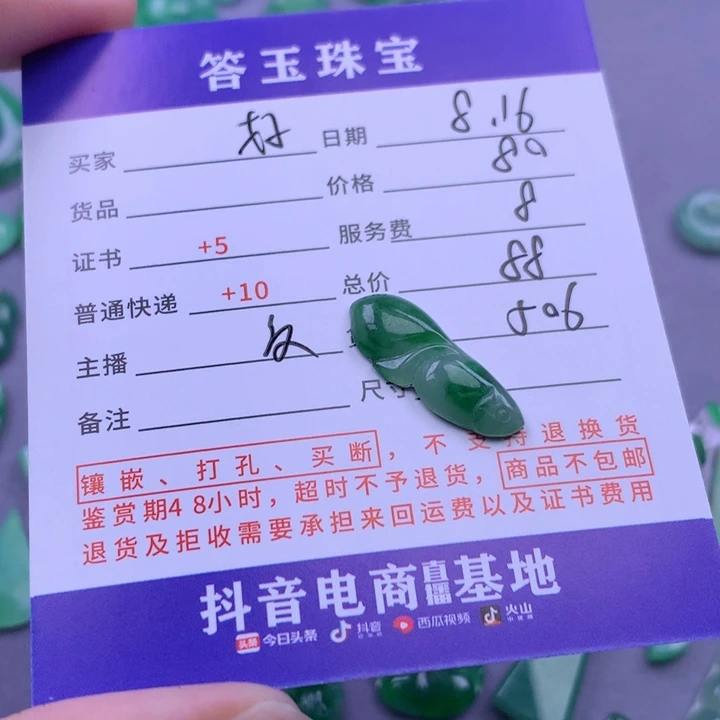 答玉珠宝
买家 日期 8.16
货品 价格 80
证书 +5 服务费 8
普通快递 +10 总价 88
主播 506
备注 尺寸
镶嵌、打孔、买断，不支持退换货
鉴赏期48小时，超时不予退货，商品不包邮
退货及拒收需要承担来回运费以及证书费用
抖音电商直播基地
头条 今日头条 抖音 西瓜视频 火山